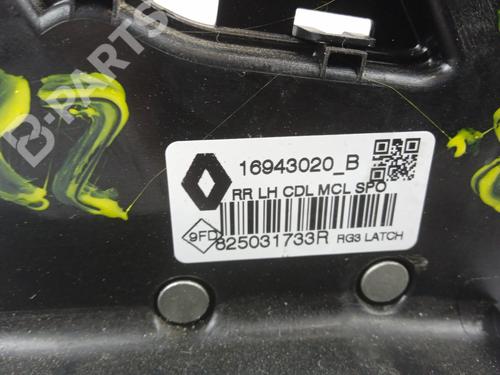 B-PARTS
16943020_B
RR LH CDL MCL SPO
9FD
825031733R RG3 LATCH